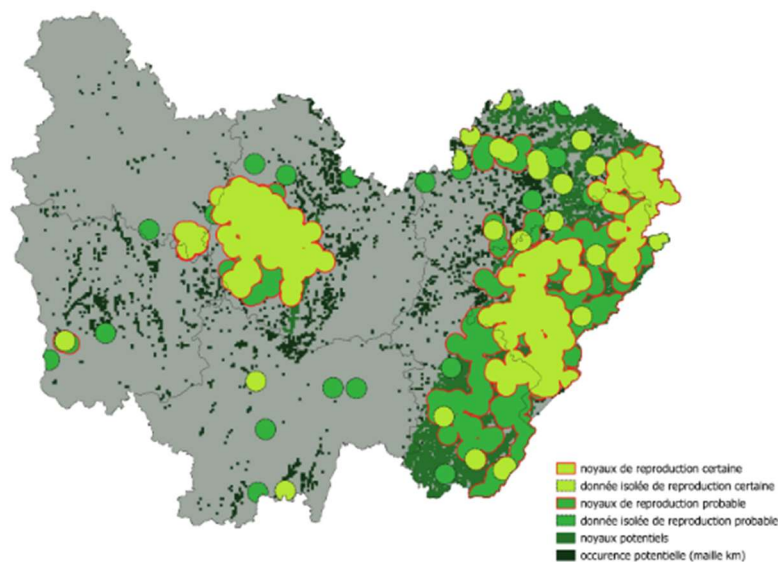 noyaux de reproduction certaine
donnée isolée de reproduction certaine
noyaux de reproduction probable
donnée isolée de reproduction probable
noyaux potentiels
occurence potentielle (maille km)